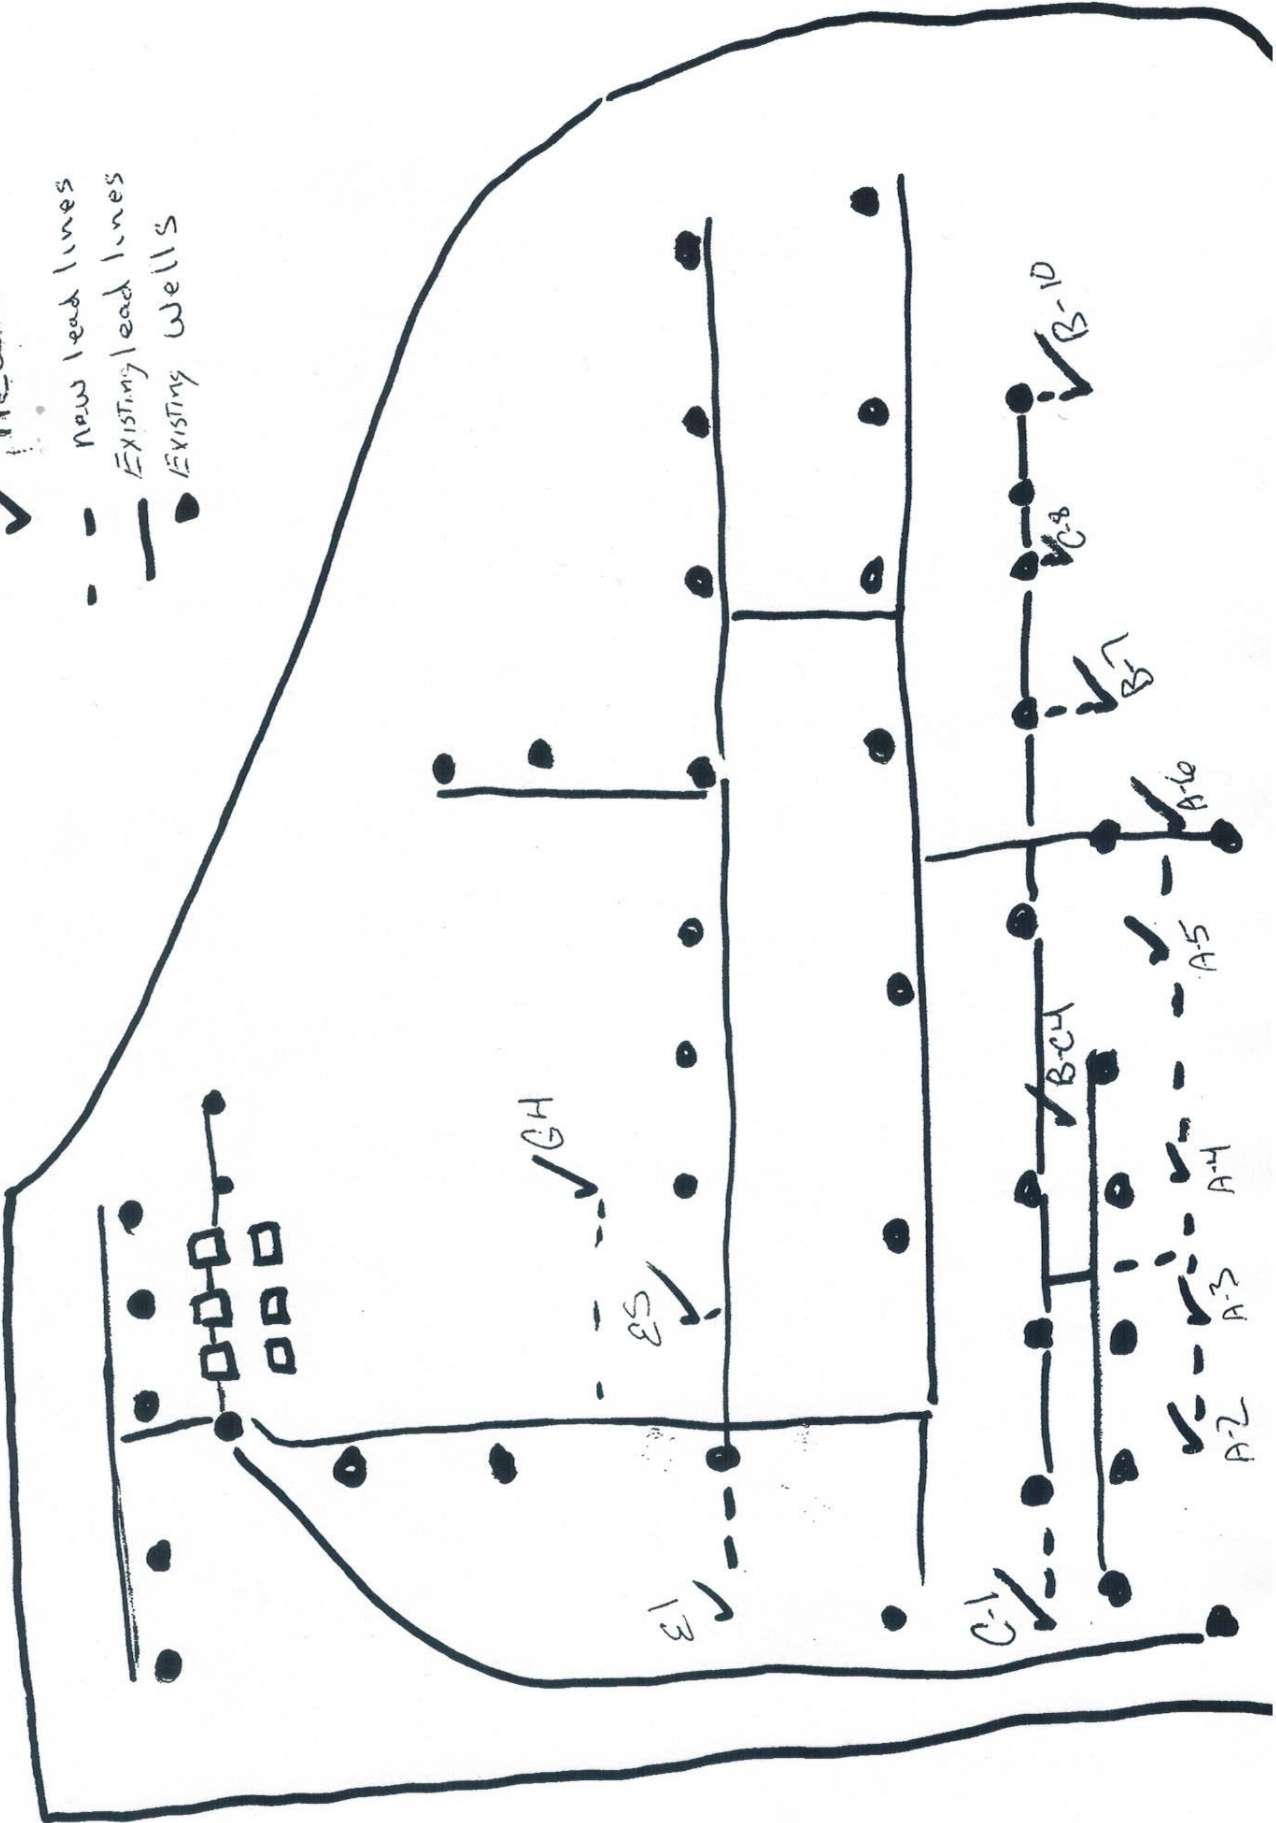 new lead lines
Existing lead lines
Existing wells
B-10
C-8
B-7
A-6
A-5
B-C4
GH
A-4
ES
A-3
A-2
E1
C-1